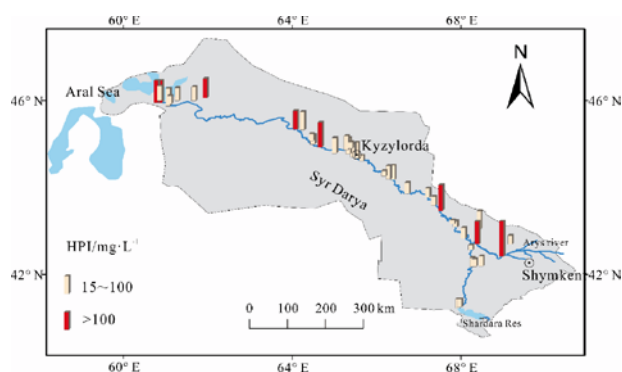 60° E 64° E 68° E
N
Aral Sea
46° N 46° N
Kyzylorda
Syr Darya
HPI/mg·L⁻¹
Arys river
Shymken
42° N 42° N
15~100
0 50 100 200 300 km
>100
Shardara Res
60° E 64° E 68° E